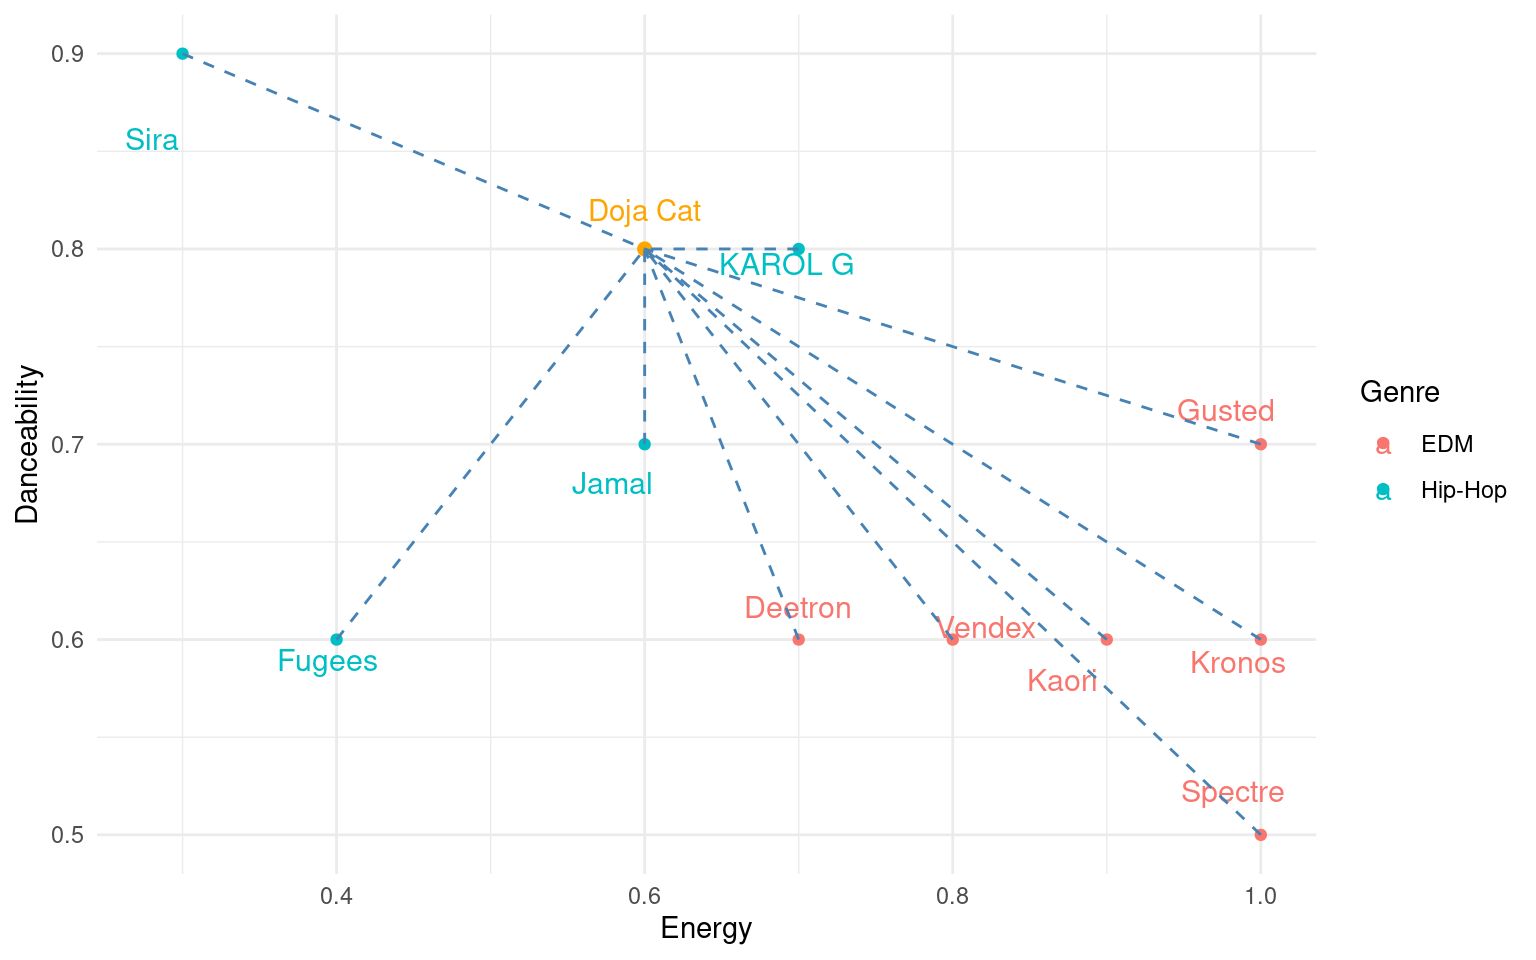 0.9
Sira
Doja Cat
0.8
KAROL G
Danceability
Gusted
Genre
0.7
a EDM
Jamal
a Hip-Hop
Deetron
Vendex
0.6
Fugees
Kronos
Kaori
Spectre
0.5
0.4 0.6 0.8 1.0
Energy